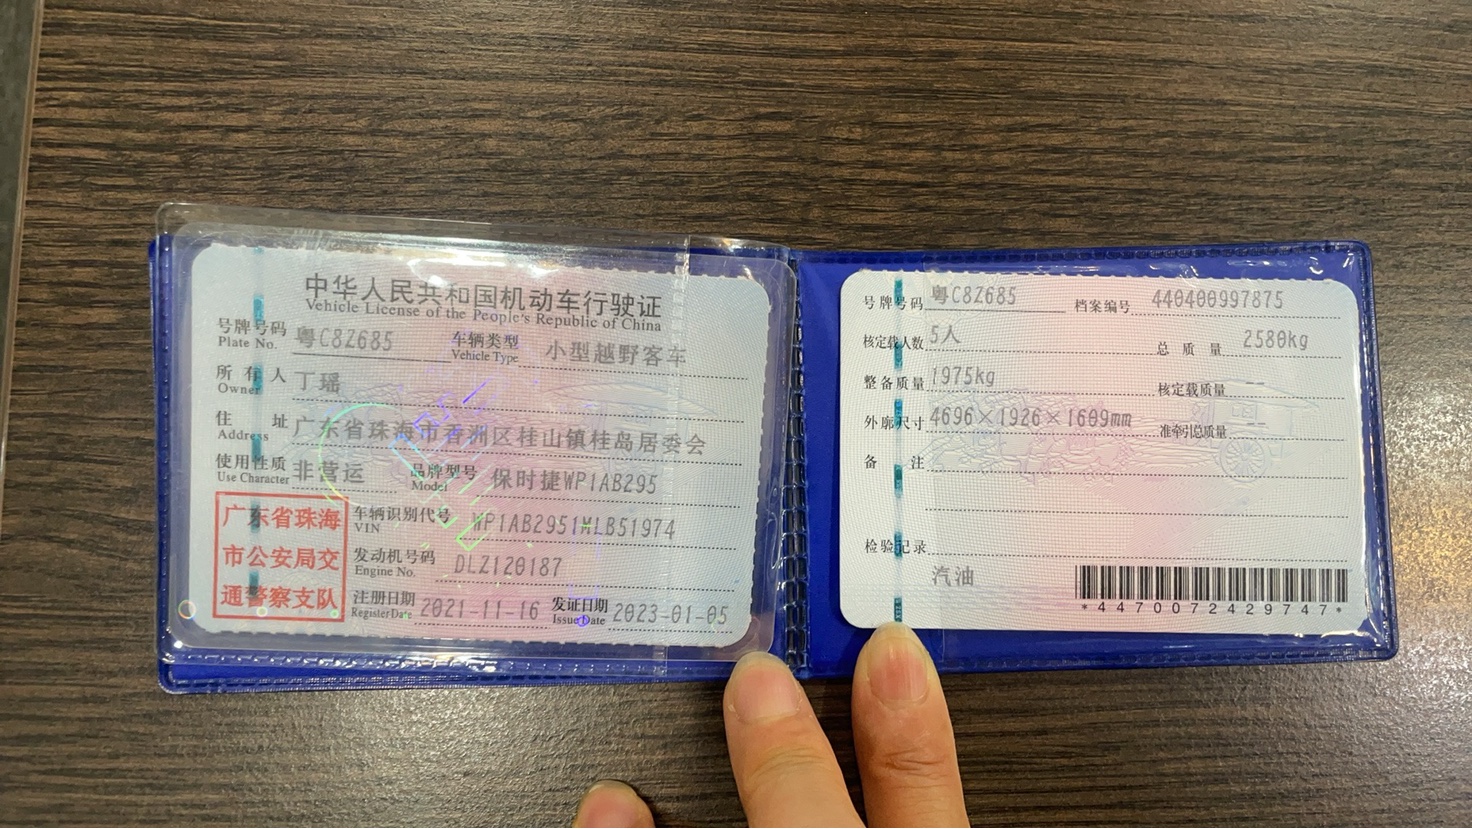 中华人民共和国机动车行驶证
Vehicle License of the People's Republic of China
号牌号码 粤C8Z685 车辆类型 小型越野客车
Plate No. Vehicle Type
所有人 丁瑶
Owner
住址 广东省珠海市香洲区桂山镇桂岛居委会
Address
使用性质 非营运 品牌型号 保时捷WP1AB295
Use Character Model
广东省珠海
市公安局交
通警察支队
车辆识别代号 WP1AB2951MLB51974
VIN
发动机号码 DLZ120187
Engine No.
注册日期 2021-11-16 发证日期 2023-01-05
Register Date Issue Date
号牌号码 粤C8Z685 档案编号 440400997875
核定载人数 5人 总质量 2580kg
整备质量 1975kg 核定载质量 --
外廓尺寸 4696×1926×1609mm 准牵引总质量
备注
检验记录
汽油
*4470072429747*